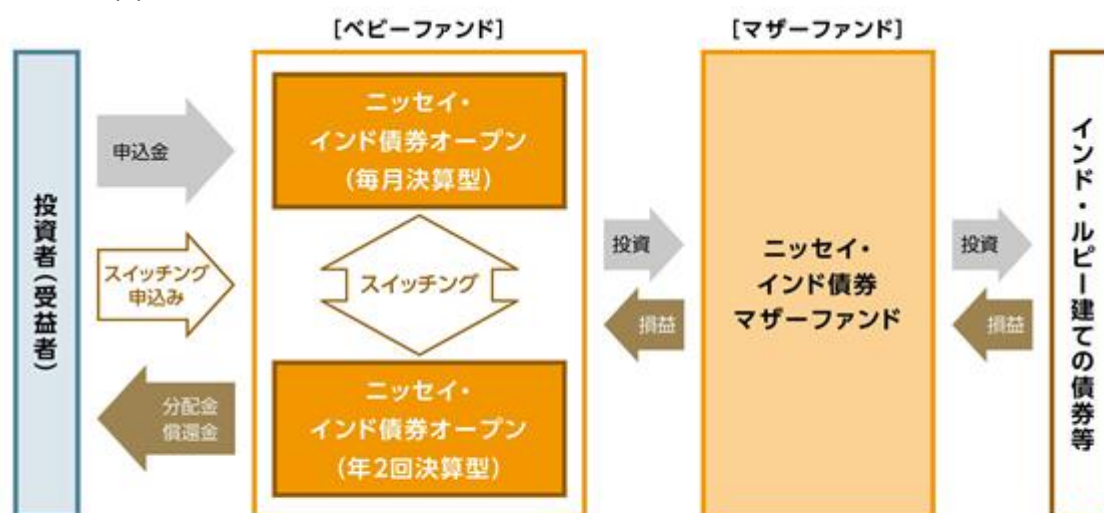 [ベビーファンド]
[マザーファンド]
投資者(受益者)
申込金
スイッチング
申込み
分配金
償還金
ニッセイ・
インド債券オープン
(毎月決算型)
スイッチング
ニッセイ・
インド債券オープン
(年2回決算型)
投資
損益
ニッセイ・
インド債券
マザーファンド
投資
損益
インド・ルピー建ての債券等